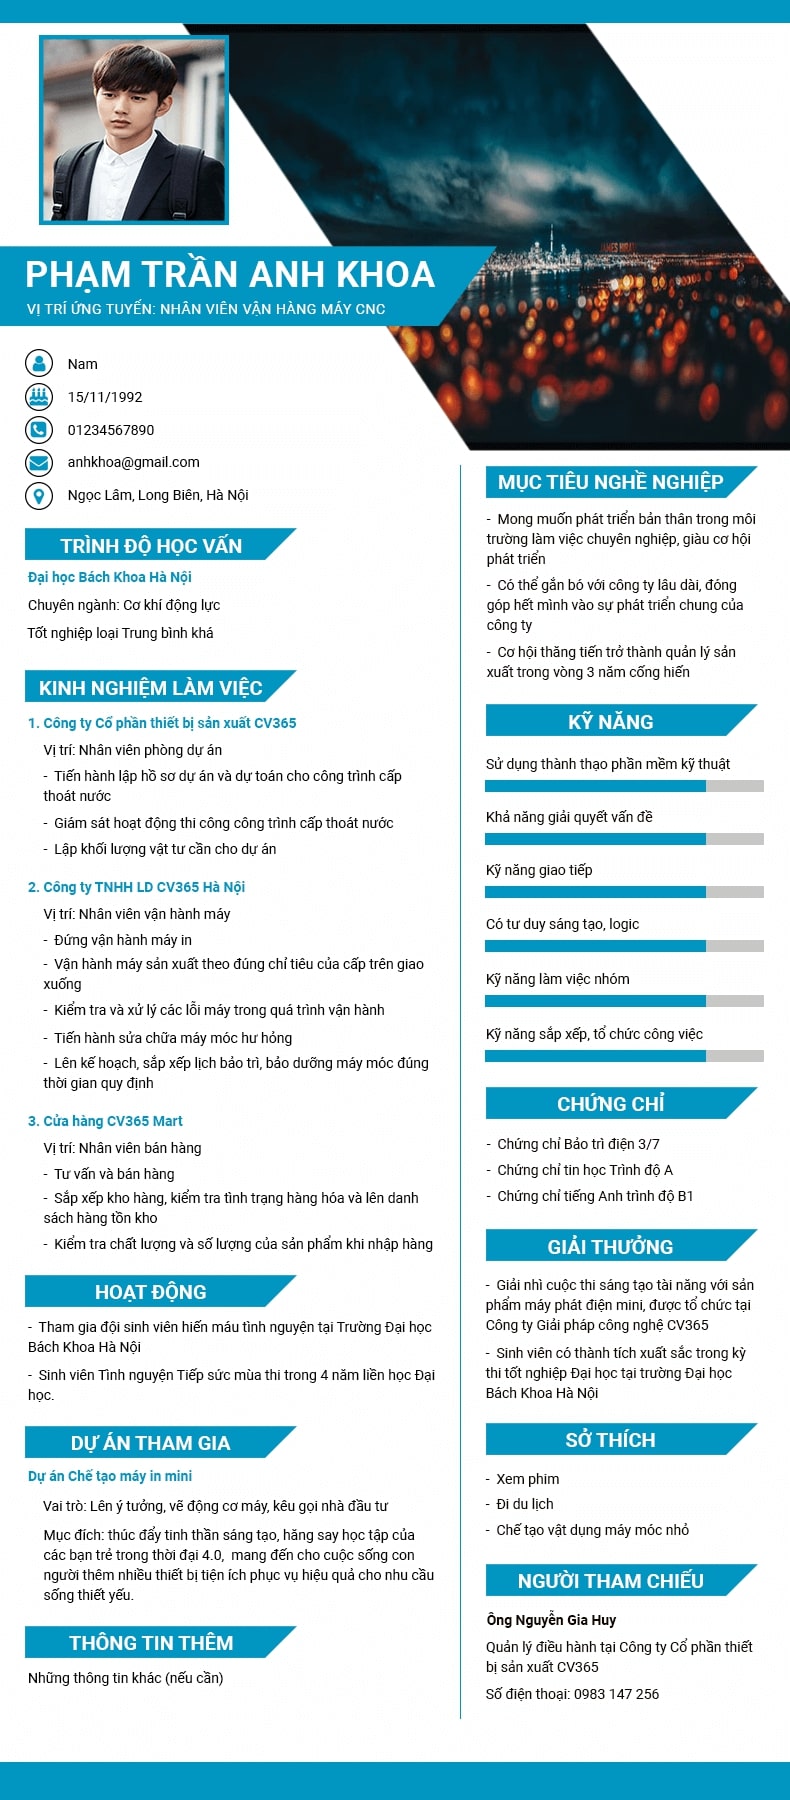 PHẠM TRẦN ANH KHOA
VỊ TRÍ ỨNG TUYỂN: NHÂN VIÊN VẬN HÀNG MÁY CNC
Nam
15/11/1992
01234567890
anhkhoa@gmail.com
Ngọc Lâm, Long Biên, Hà Nội
TRÌNH ĐỘ HỌC VẤN
Đại học Bách Khoa Hà Nội
Chuyên ngành: Cơ khí động lực
Tốt nghiệp loại Trung bình khá
KINH NGHIỆM LÀM VIỆC
1. Công ty Cổ phần thiết bị sản xuất CV365
Vị trí: Nhân viên phòng dự án
- Tiến hành lập hồ sơ dự án và dự toán cho công trình cấp
thoát nước
- Giám sát hoạt động thi công công trình cấp thoát nước
- Lập khối lượng vật tư cần cho dự án
2. Công ty TNHH LD CV365 Hà Nội
Vị trí: Nhân viên vận hành máy
- Đứng vận hành máy in
- Vận hành máy sản xuất theo đúng chỉ tiêu của cấp trên giao
xuống
- Kiểm tra và xử lý các lỗi máy trong quá trình vận hành
- Tiến hành sửa chữa máy móc hư hỏng
- Lên kế hoạch, sắp xếp lịch bảo trì, bảo dưỡng máy móc đúng
thời gian quy định
3. Cửa hàng CV365 Mart
Vị trí: Nhân viên bán hàng
- Tư vấn và bán hàng
- Sắp xếp kho hàng, kiểm tra tình trạng hàng hóa và lên danh
sách hàng tồn kho
- Kiểm tra chất lượng và số lượng của sản phẩm khi nhập hàng
HOẠT ĐỘNG
- Tham gia đội sinh viên hiến máu tình nguyện tại Trường Đại học
Bách Khoa Hà Nội
- Sinh viên Tình nguyện Tiếp sức mùa thi trong 4 năm liền học Đại
học.
DỰ ÁN THAM GIA
Dự án Chế tạo máy in mini
Vai trò: Lên ý tưởng, vẽ động cơ máy, kêu gọi nhà đầu tư
Mục đích: thúc đẩy tinh thần sáng tạo, hăng say học tập của
các bạn trẻ trong thời đại 4.0, mang đến cho cuộc sống con
người thêm nhiều thiết bị tiện ích phục vụ hiệu quả cho nhu cầu
sống thiết yếu.
THÔNG TIN THÊM
Những thông tin khác (nếu cần)
MỤC TIÊU NGHỀ NGHIỆP
- Mong muốn phát triển bản thân trong môi
trường làm việc chuyên nghiệp, giàu cơ hội
phát triển
- Có thể gắn bó với công ty lâu dài, đóng
góp hết mình vào sự phát triển chung của
công ty
- Cơ hội thăng tiến trở thành quản lý sản
xuất trong vòng 3 năm cống hiến
KỸ NĂNG
Sử dụng thành thạo phần mềm kỹ thuật
Khả năng giải quyết vấn đề
Kỹ năng giao tiếp
Có tư duy sáng tạo, logic
Kỹ năng làm việc nhóm
Kỹ năng sắp xếp, tổ chức công việc
CHỨNG CHỈ
- Chứng chỉ Bảo trì điện 3/7
- Chứng chỉ tin học Trình độ A
- Chứng chỉ tiếng Anh trình độ B1
GIẢI THƯỞNG
- Giải nhì cuộc thi sáng tạo tài năng với sản
phẩm máy phát điện mini, được tổ chức tại
Công ty Giải pháp công nghệ CV365
- Sinh viên có thành tích xuất sắc trong kỳ
thi tốt nghiệp Đại học tại trường Đại học
Bách Khoa Hà Nội
SỞ THÍCH
- Xem phim
- Đi du lịch
- Chế tạo vật dụng máy móc nhỏ
NGƯỜI THAM CHIẾU
Ông Nguyễn Gia Huy
Quản lý điều hành tại Công ty Cổ phần thiết
bị sản xuất CV365
Số điện thoại: 0983 147 256